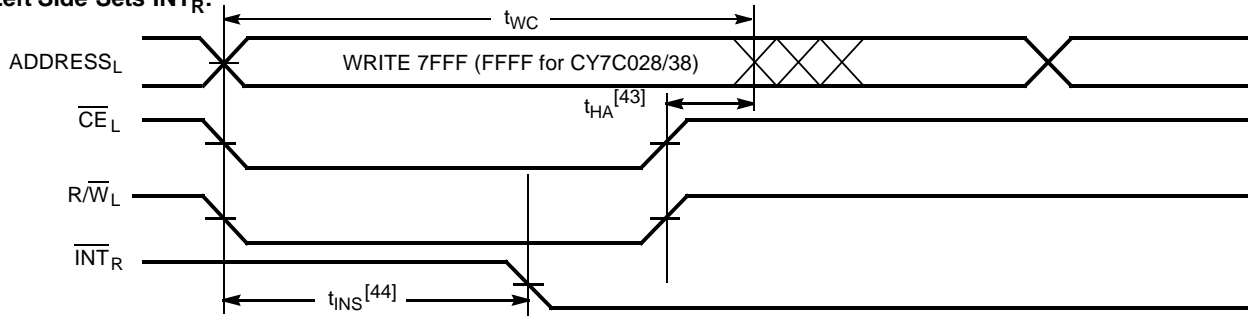 Left Side Sets INTR:
tWC
ADDRESSL
WRITE 7FFF (FFFF for CY7C028/38)
tHA[43]
CEL
R/WL
INTR
tINS[44]